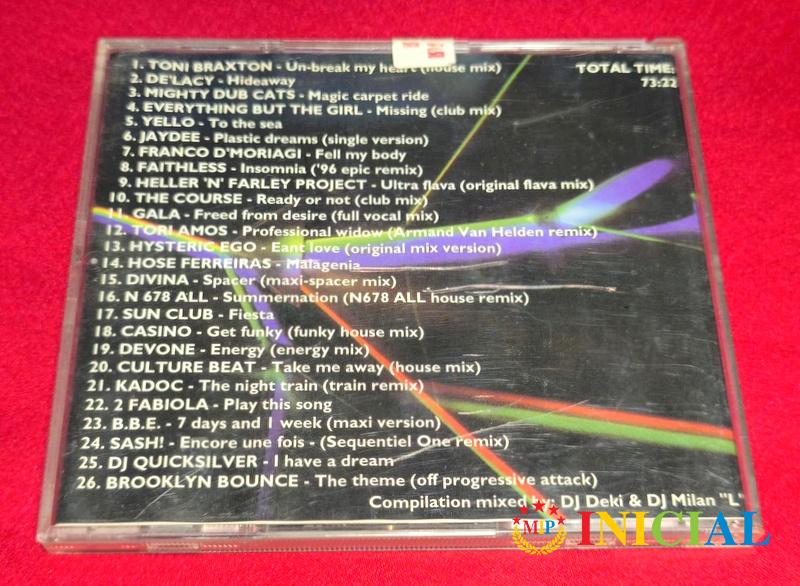 1. TONI BRAXTON - Un-break my heart (house mix)
TOTAL TIME:
73:22
2. DE'LACY - Hideaway
3. MIGHTY DUB CATS - Magic carpet ride
4. EVERYTHING BUT THE GIRL - Missing (club mix)
5. YELLO - To the sea
6. JAYDEE - Plastic dreams (single version)
7. FRANCO D'MORIAGI - Fell my body
8. FAITHLESS - Insomnia ('96 epic remix)
9. HELLER 'N' FARLEY PROJECT - Ultra flava (original flava mix)
10. THE COURSE - Ready or not (club mix)
11. GALA - Freed from desire (full vocal mix)
12. TORI AMOS - Professional widow (Armand Van Helden remix)
13. HYSTERIC EGO - Eant love (original mix version)
14. HOSE FERREIRAS - Malagenia
15. DIVINA - Spacer (maxi-spacer mix)
16. N 678 ALL - Summernation (N678 ALL house remix)
17. SUN CLUB - Fiesta
18. CASINO - Get funky (funky house mix)
19. DEVONE - Energy (energy mix)
20. CULTURE BEAT - Take me away (house mix)
21. KADOC - The night train (train remix)
22. 2 FABIOLA - Play this song
23. B.B.E. - 7 days and 1 week (maxi version)
24. SASH! - Encore une fois - (Sequentiel One remix)
25. DJ QUICKSILVER - I have a dream
26. BROOKLYN BOUNCE - The theme (off progressive attack)
Compilation mixed by: DJ Deki & DJ Milan "L"
MP INICIAL